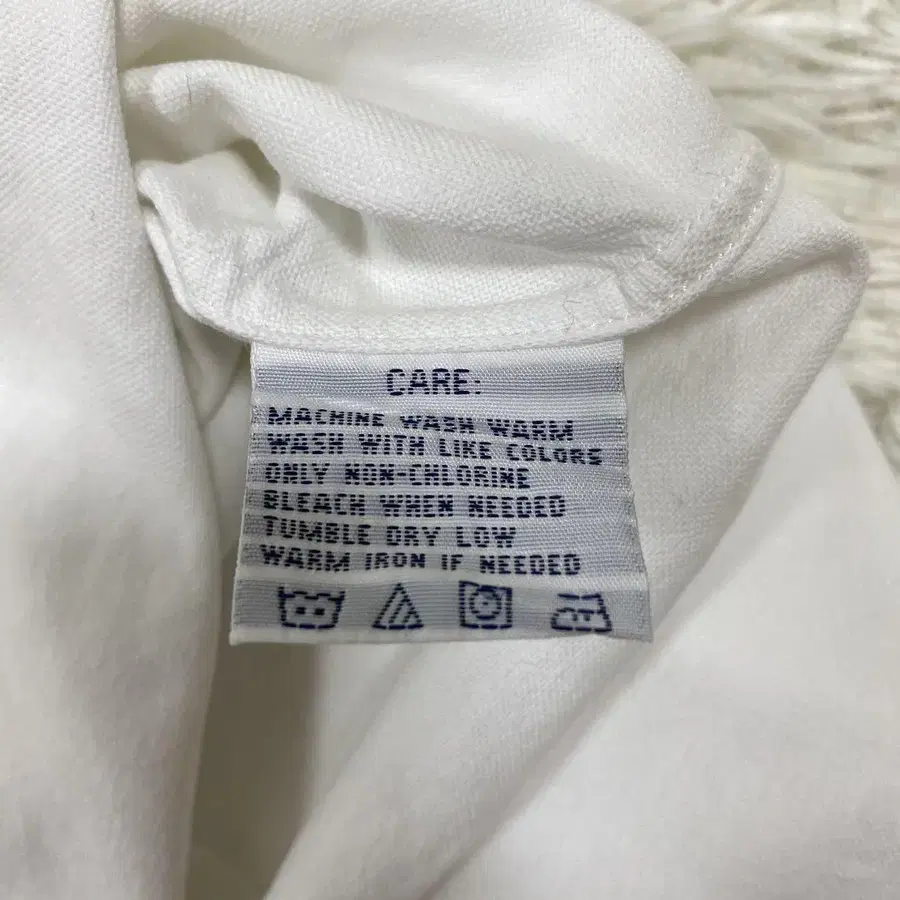 CARE:
MACHINE WASH WARM
WASH WITH LIKE COLORS
ONLY NON-CHLORINE
BLEACH WHEN NEEDED
TUMBLE DRY LOW
WARM IRON IF NEEDED